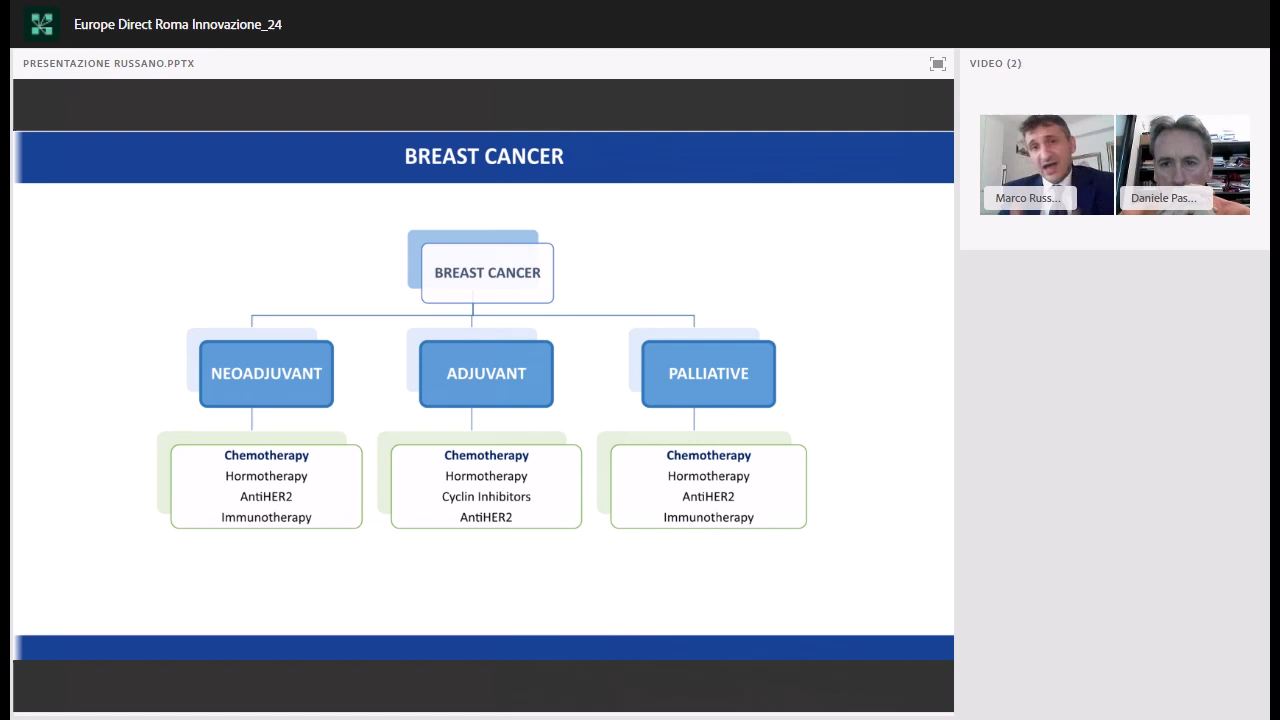 Europe Direct Roma Innovazione_24
PRESENTAZIONE RUSSANO.PPTX
VIDEO (2)
BREAST CANCER
Marco Russ...
Daniele Pas...
BREAST CANCER
NEOADJUVANT
ADJUVANT
PALLIATIVE
Chemotherapy
Hormotherapy
AntiHER2
Immunotherapy
Chemotherapy
Hormotherapy
Cyclin Inhibitors
AntiHER2
Chemotherapy
Hormotherapy
AntiHER2
Immunotherapy